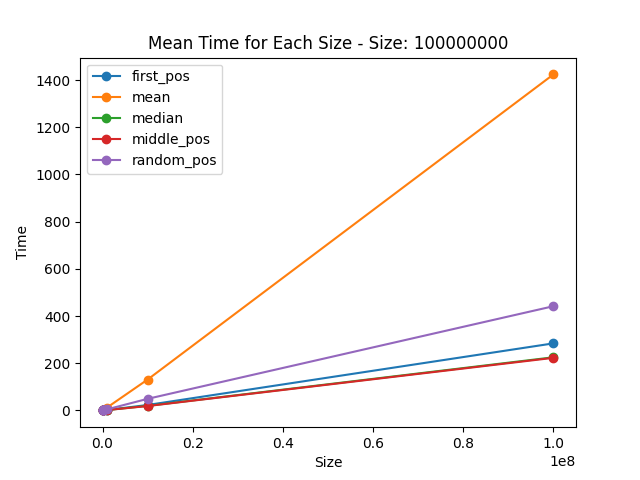 Mean Time for Each Size - Size: 100000000
first_pos
mean
median
middle_pos
random_pos
1400
1200
1000
800
600
400
200
0
Time
0.0
0.2
0.4
0.6
0.8
1.0
1e8
Size